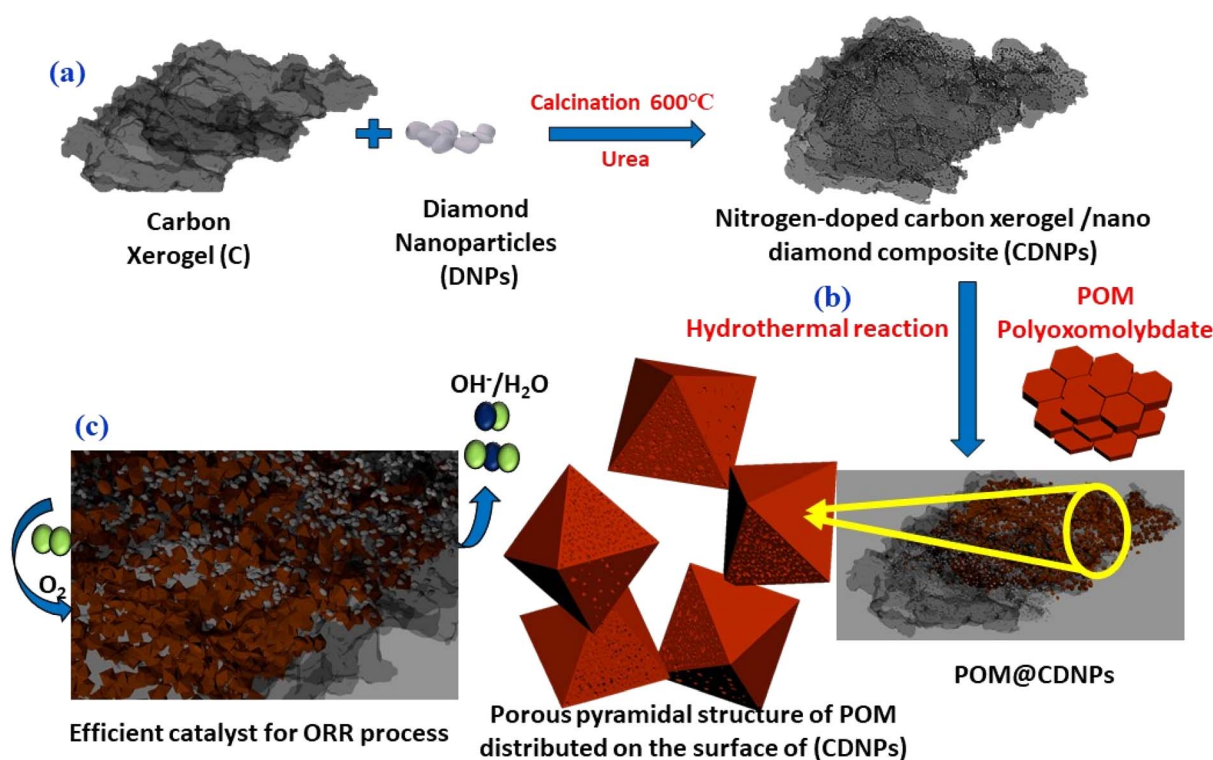 (a)
Calcination 600°C
Urea
Carbon
Xerogel (C)
Diamond
Nanoparticles
(DNPs)
Nitrogen-doped carbon xerogel /nano
diamond composite (CDNPs)
(b)
Hydrothermal reaction
POM
Polyoxomolybdate
OH⁻/H₂O
(c)
O₂
POM@CDNPs
Efficient catalyst for ORR process
Porous pyramidal structure of POM
distributed on the surface of (CDNPs)